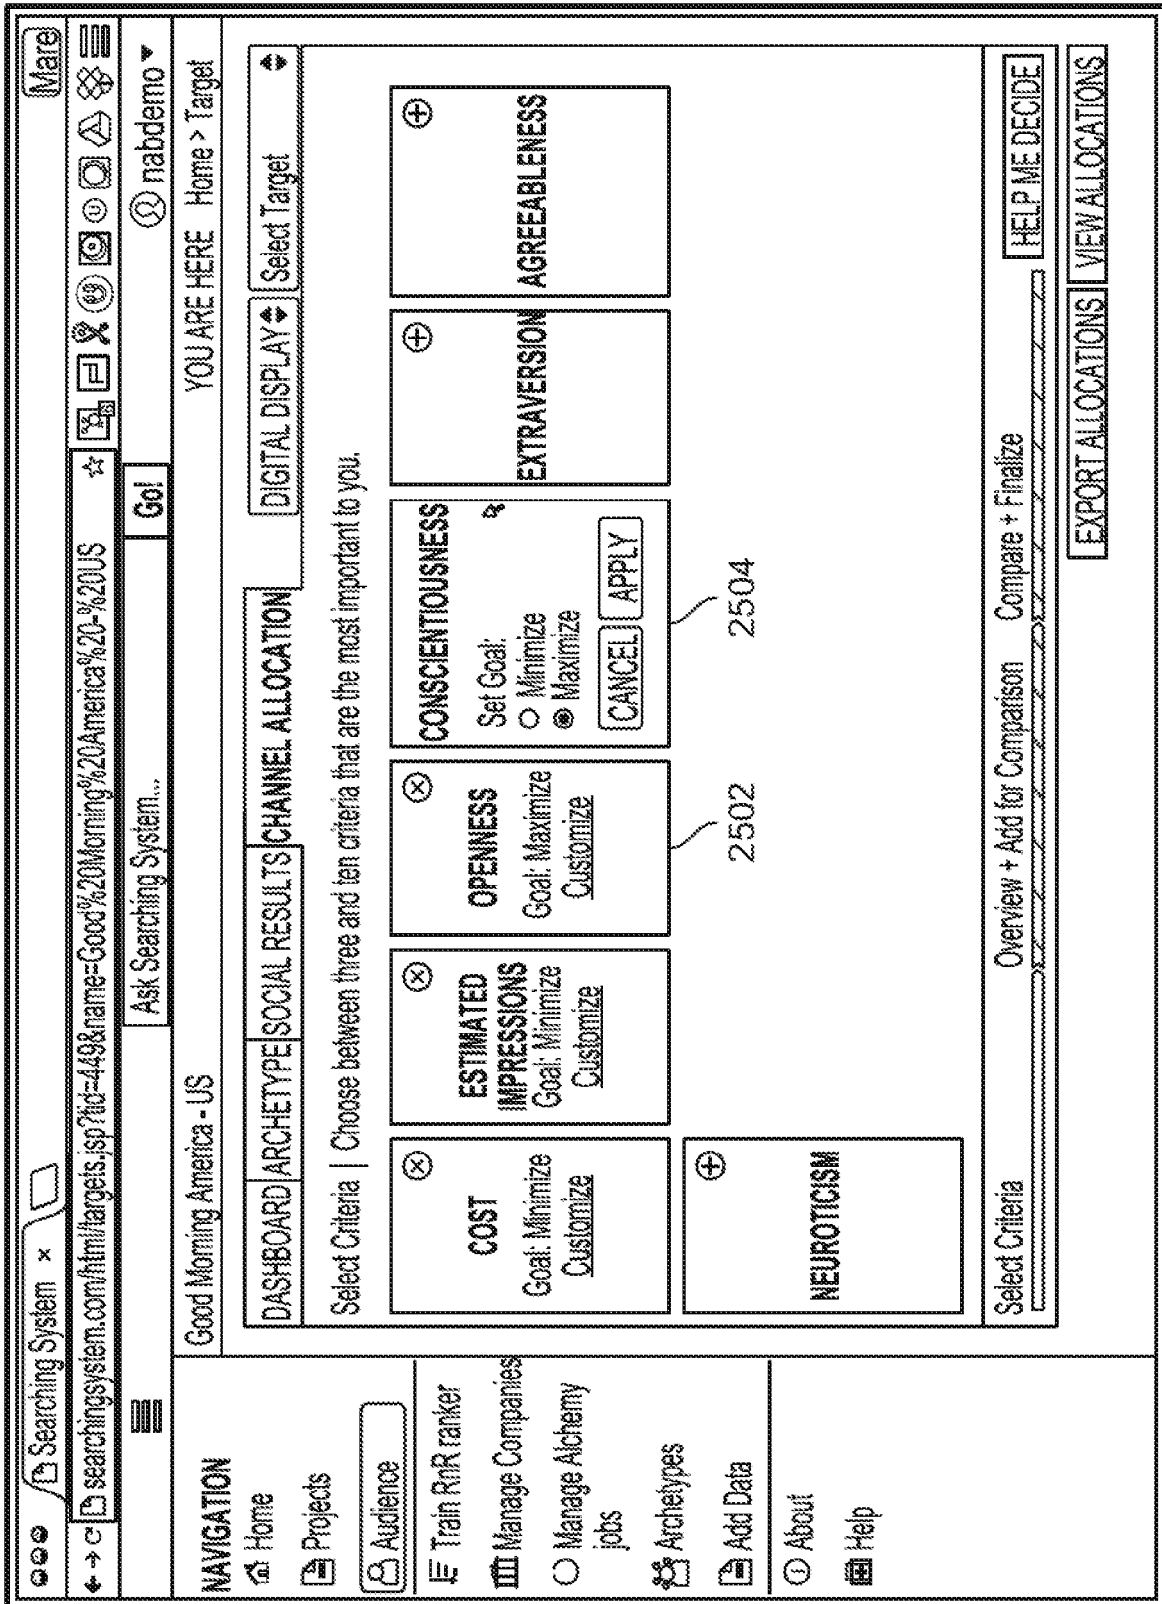 Searching System ×
Mare
searchingsystem.com/html/targets.jsp?tid=449&name=Good%20Morning%20America%20-%20US
Ask Searching System...
Go!
nabdemo
NAVIGATION
Home
Projects
Audience
Train RnR ranker
Manage Companies
Manage Alchemy
jobs
Archetypes
Add Data
About
Help
Good Morning America - US
YOU ARE HERE Home > Target
DASHBOARD ARCHETYPE SOCIAL RESULTS CHANNEL ALLOCATION
DIGITAL DISPLAY Select Target
Select Criteria | Choose between three and ten criteria that are the most important to you.
COST
Goal: Minimize
Customize
ESTIMATED
IMPRESSIONS
Goal: Minimize
Customize
OPENNESS
Goal: Maximize
Customize
2502
CONSCIENTIOUSNESS
Set Goal:
Minimize
Maximize
CANCEL APPLY
2504
EXTRAVERSION
AGREEABLENESS
NEUROTICISM
Select Criteria Overview + Add for Comparison Compare + Finalize
HELP ME DECIDE
EXPORT ALLOCATIONS VIEW ALLOCATIONS